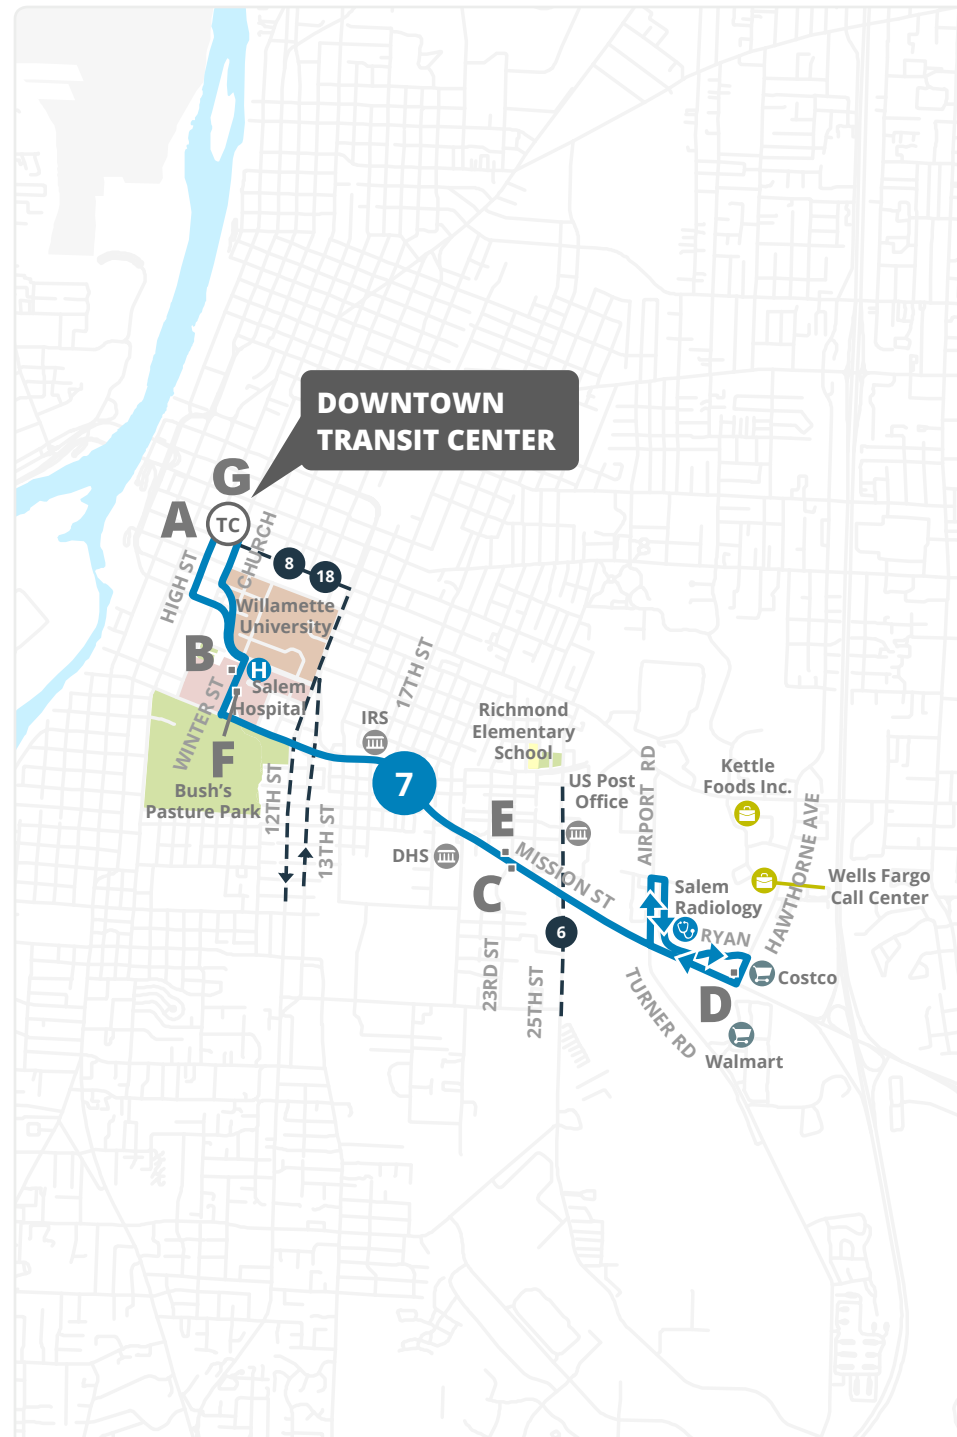 DOWNTOWN
TRANSIT CENTER
G
A
TC
CHURCH
HIGH ST
8
18
Willamette
University
B
H
Salem
Hospital
WINTER ST
F
Bush's
Pasture Park
12TH ST
13TH ST
17TH ST
IRS
7
Richmond
Elementary
School
US Post
Office
AIRPORT RD
Kettle
Foods Inc.
HAWTHORNE AVE
E
DHS
C
MISSION ST
Wells Fargo
Call Center
Salem
Radiology
RYAN
6
23RD ST
25TH ST
TURNER RD
D
Costco
Walmart